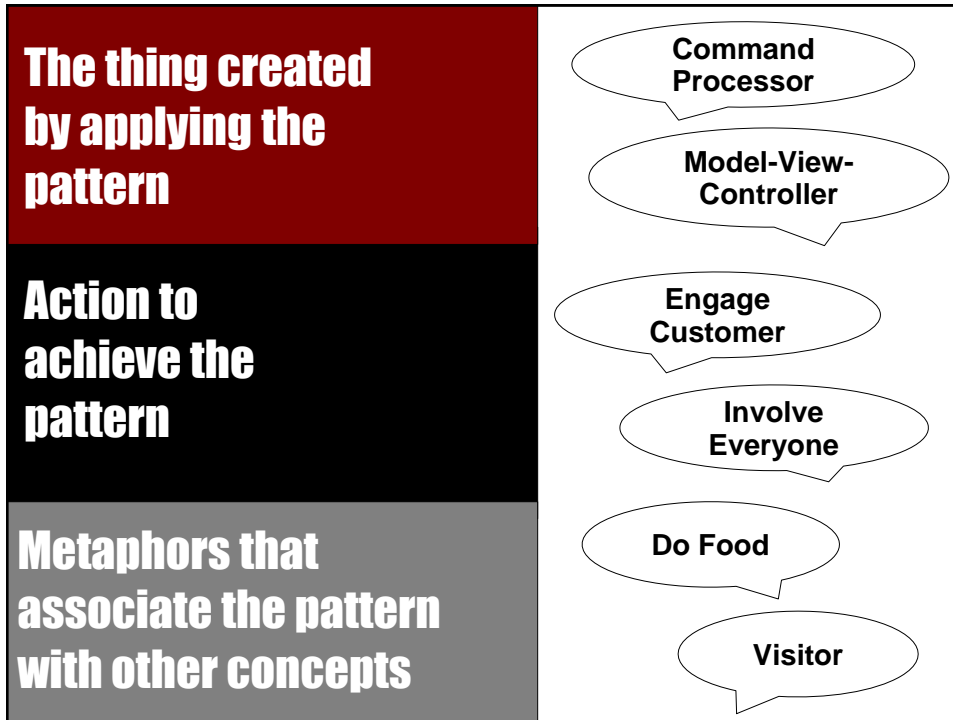 The thing created
by applying the
pattern
Command
Processor
Model-View-
Controller
Action to
achieve the
pattern
Engage
Customer
Involve
Everyone
Metaphors that
associate the pattern
with other concepts
Do Food
Visitor